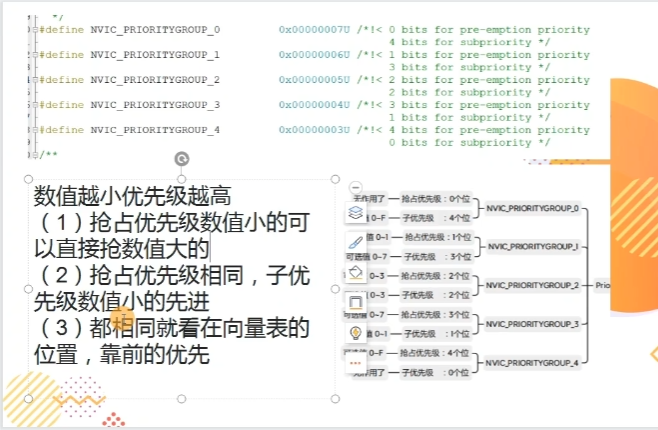 */
#define NVIC_PRIORITYGROUP_0 0x00000007U /*!< 0 bits for pre-emption priority
4 bits for subpriority */
#define NVIC_PRIORITYGROUP_1 0x00000006U /*!< 1 bits for pre-emption priority
3 bits for subpriority */
#define NVIC_PRIORITYGROUP_2 0x00000005U /*!< 2 bits for pre-emption priority
2 bits for subpriority */
#define NVIC_PRIORITYGROUP_3 0x00000004U /*!< 3 bits for pre-emption priority
1 bits for subpriority */
#define NVIC_PRIORITYGROUP_4 0x00000003U /*!< 4 bits for pre-emption priority
0 bits for subpriority */
/**
数值越小优先级越高
（1）抢占优先级数值小的可
以直接抢数值大的
（2）抢占优先级相同，子优
先级数值小的先进
（3）都相同就看在向量表的
位置，靠前的优先
无作用了 抢占优先级：0个位
0-F 子优先级 ：4个位
NVIC_PRIORITYGROUP_0
值 0-1 抢占优先级：1个位
可选值 0-7 子优先级 ：3个位
NVIC_PRIORITYGROUP_1
0-3 抢占优先级：2个位
0-3 子优先级 ：2个位
NVIC_PRIORITYGROUP_2
0-7 抢占优先级：3个位
值 0-1 子优先级 ：1个位
NVIC_PRIORITYGROUP_3
0-F 抢占优先级：4个位
作用了 子优先级 ：0个位
NVIC_PRIORITYGROUP_4
Prio